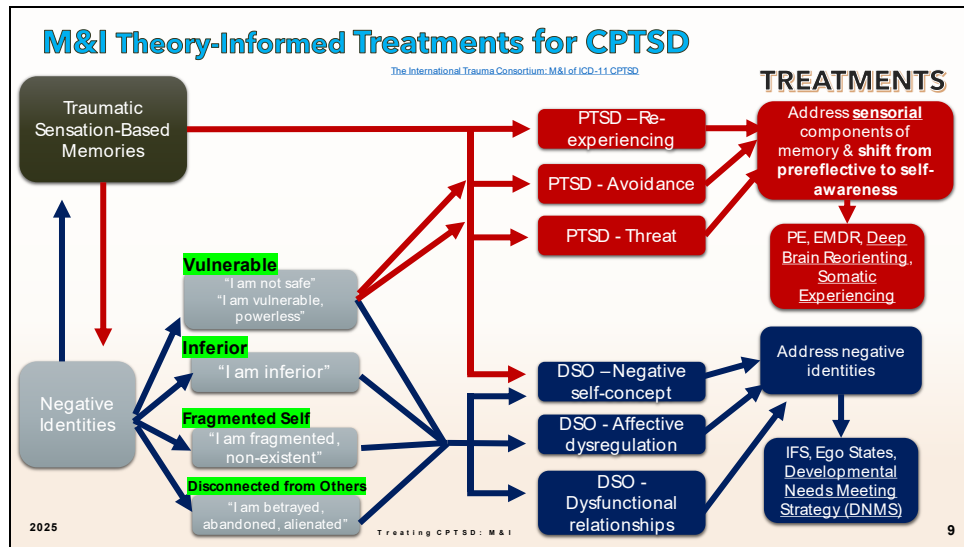 M&I Theory-Informed Treatments for CPTSD
The International Trauma Consortium: M&I of ICD-11 CPTSD
TREATMENTS
Traumatic
Sensation-Based
Memories
PTSD – Re-
experiencing
PTSD - Avoidance
PTSD - Threat
Address sensorial
components of
memory & shift from
prereflective to self-
awareness
PE, EMDR, Deep
Brain Reorienting,
Somatic
Experiencing
Negative
Identities
Vulnerable
“I am not safe”
“I am vulnerable,
powerless”
Inferior
“I am inferior”
Fragmented Self
“I am fragmented,
non-existent”
Disconnected from Others
“I am betrayed,
abandoned, alienated”
DSO – Negative
self-concept
DSO - Affective
dysregulation
DSO -
Dysfunctional
relationships
Address negative
identities
IFS, Ego States,
Developmental
Needs Meeting
Strategy (DNMS)
2025
Treating CPTSD: M&I
9